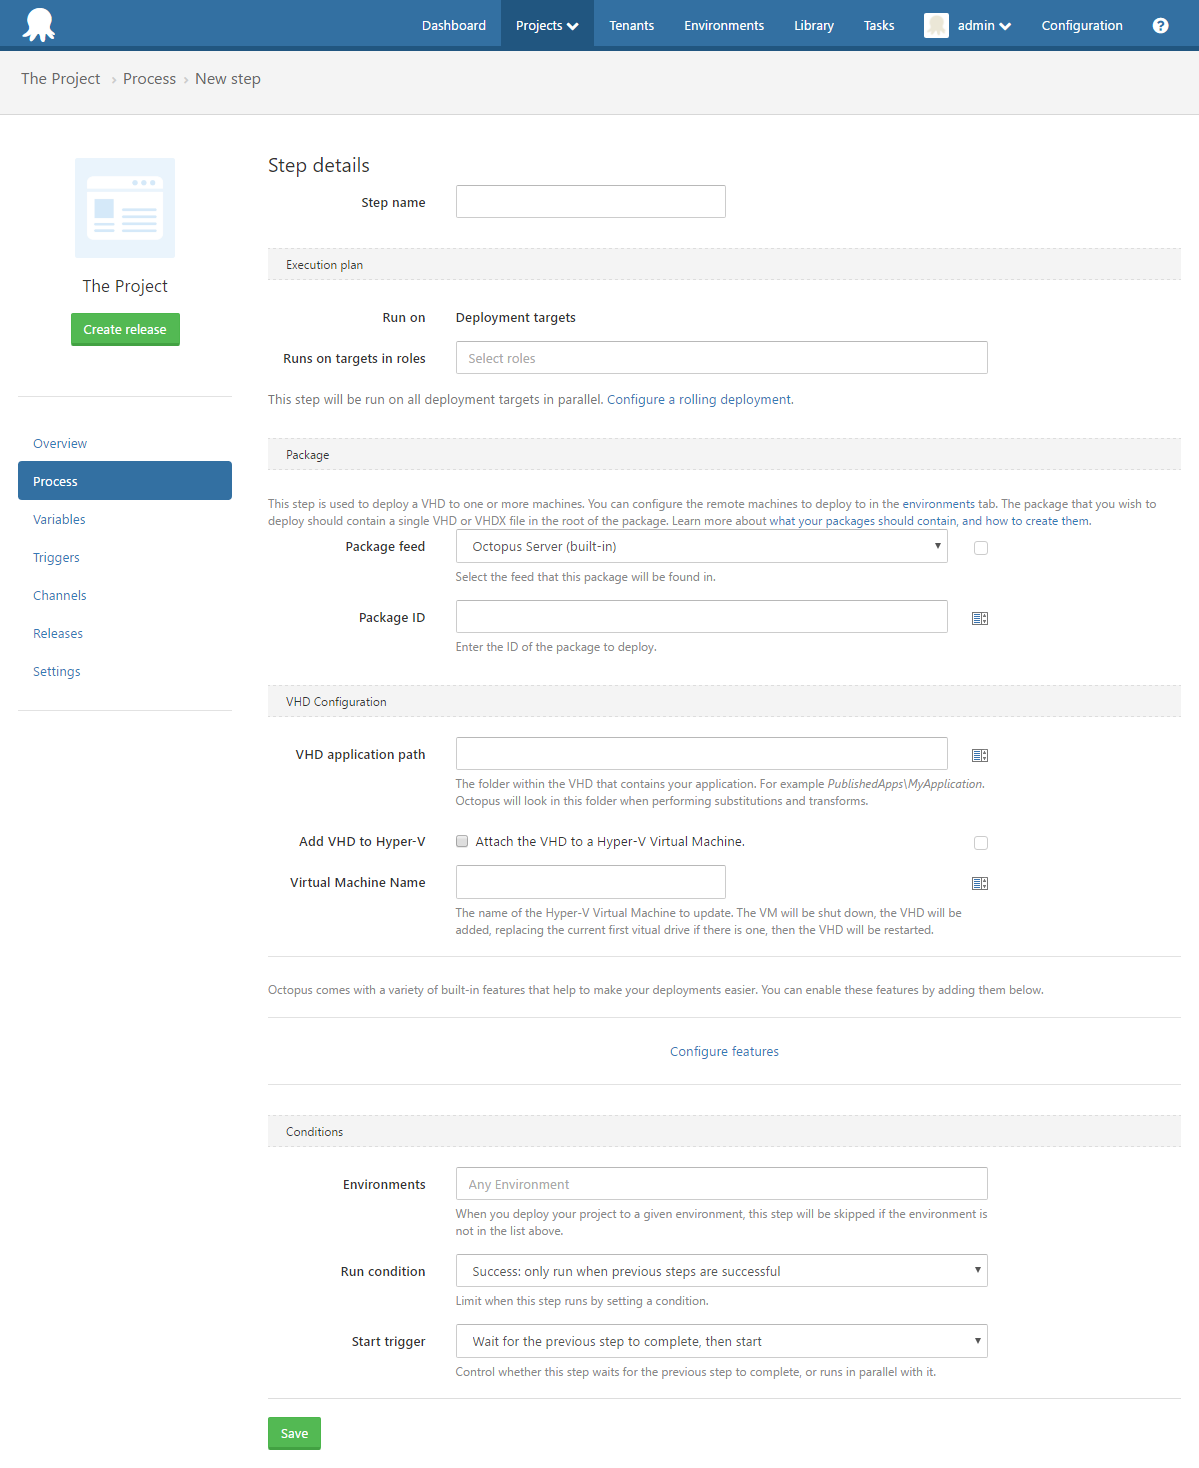 Dashboard Projects Tenants Environments Library Tasks admin Configuration ?
The Project › Process › New step
The Project
Create release
Overview
Process
Variables
Triggers
Channels
Releases
Settings
Step details
Step name
Execution plan
Run on Deployment targets
Runs on targets in roles Select roles
This step will be run on all deployment targets in parallel. Configure a rolling deployment.
Package
This step is used to deploy a VHD to one or more machines. You can configure the remote machines to deploy to in the environments tab. The package that you wish to
deploy should contain a single VHD or VHDX file in the root of the package. Learn more about what your packages should contain, and how to create them.
Package feed Octopus Server (built-in)
Select the feed that this package will be found in.
Package ID
Enter the ID of the package to deploy.
VHD Configuration
VHD application path
The folder within the VHD that contains your application. For example PublishedApps\MyApplication.
Octopus will look in this folder when performing substitutions and transforms.
Add VHD to Hyper-V Attach the VHD to a Hyper-V Virtual Machine.
Virtual Machine Name
The name of the Hyper-V Virtual Machine to update. The VM will be shut down, the VHD will be
added, replacing the current first vitual drive if there is one, then the VHD will be restarted.
Octopus comes with a variety of built-in features that help to make your deployments easier. You can enable these features by adding them below.
Configure features
Conditions
Environments Any Environment
When you deploy your project to a given environment, this step will be skipped if the environment is
not in the list above.
Run condition Success: only run when previous steps are successful
Limit when this step runs by setting a condition.
Start trigger Wait for the previous step to complete, then start
Control whether this step waits for the previous step to complete, or runs in parallel with it.
Save